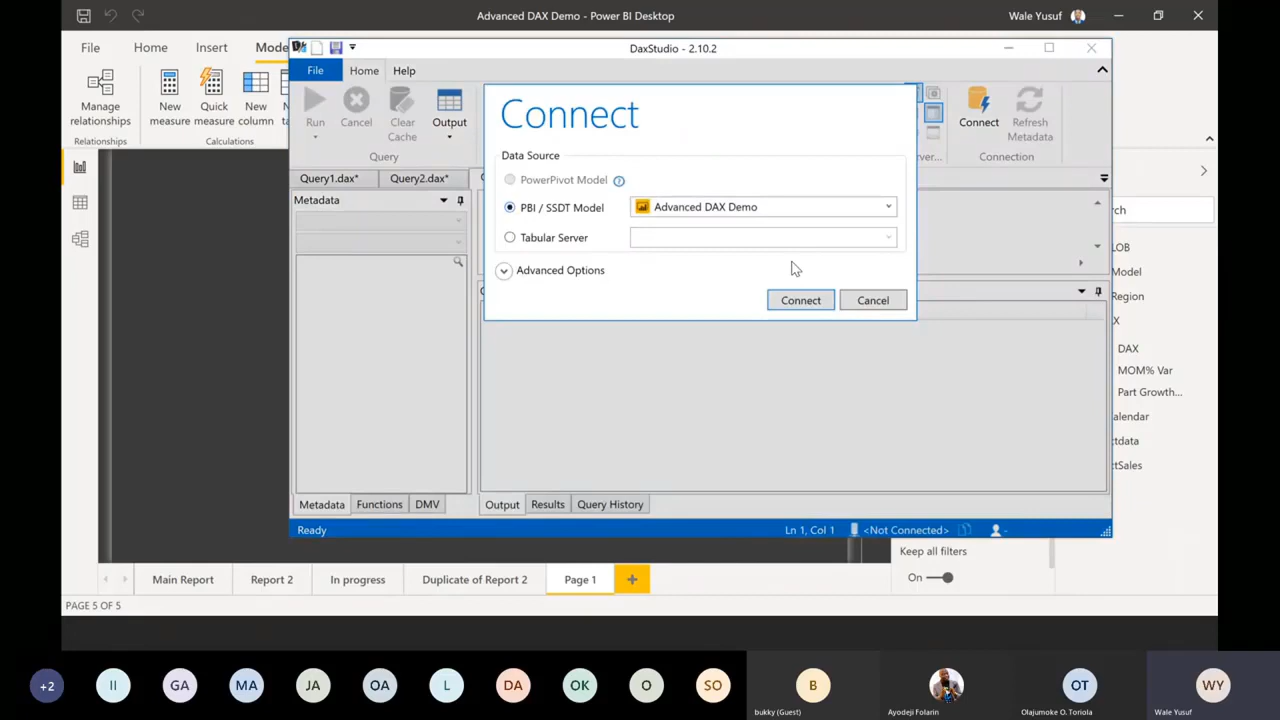 Advanced DAX Demo - Power BI Desktop
Wale Yusuf
File
Home
Insert
Mode
Manage
relationships
Relationships
New
measure
Quick
measure
New
column
Calculations
DaxStudio - 2.10.2
File
Home
Help
Run
Cancel
Clear
Cache
Output
Query
Connect
Refresh
Metadata
Connection
Query1.dax*
Query2.dax*
Metadata
Connect
Data Source
PowerPivot Model
PBI / SSDT Model
Advanced DAX Demo
Tabular Server
Advanced Options
Connect
Cancel
Metadata
Functions
DMV
Output
Results
Query History
Ready
Ln 1, Col 1
<Not Connected>
rch
LOB
Model
Region
X
DAX
MOM% Var
Part Growth...
alendar
ctdata
ctSales
Keep all filters
On
Main Report
Report 2
In progress
Duplicate of Report 2
Page 1
PAGE 5 OF 5
+2
II
GA
MA
JA
OA
L
DA
OK
O
SO
B
OT
WY
bukky (Guest)
Ayodeji Folarin
Olajumoke O. Toriola
Wale Yusuf